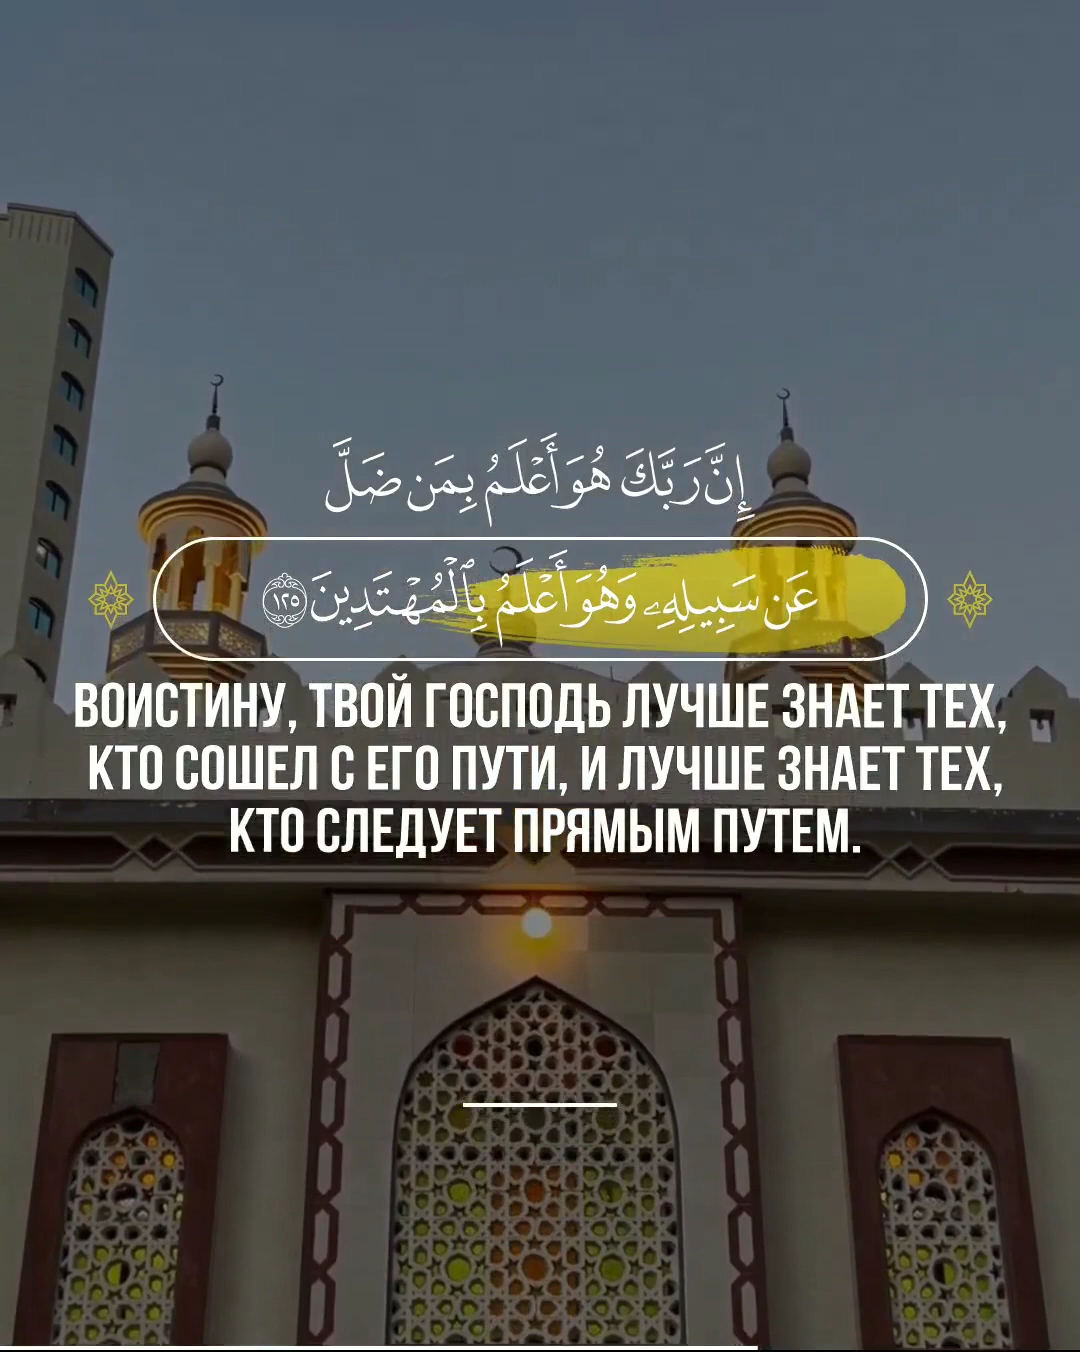 إِنَّ رَبَّكَ هُوَ أَعْلَمُ بِمَن ضَلَّ
عَن سَبِيلِهِۦ وَهُوَ أَعْلَمُ بِٱلْمُهْتَدِينَ ١٢٥
ВОИСТИНУ, ТВОЙ ГОСПОДЬ ЛУЧШЕ ЗНАЕТ ТЕХ,
КТО СОШЕЛ С ЕГО ПУТИ, И ЛУЧШЕ ЗНАЕТ ТЕХ,
КТО СЛЕДУЕТ ПРЯМЫМ ПУТЕМ.